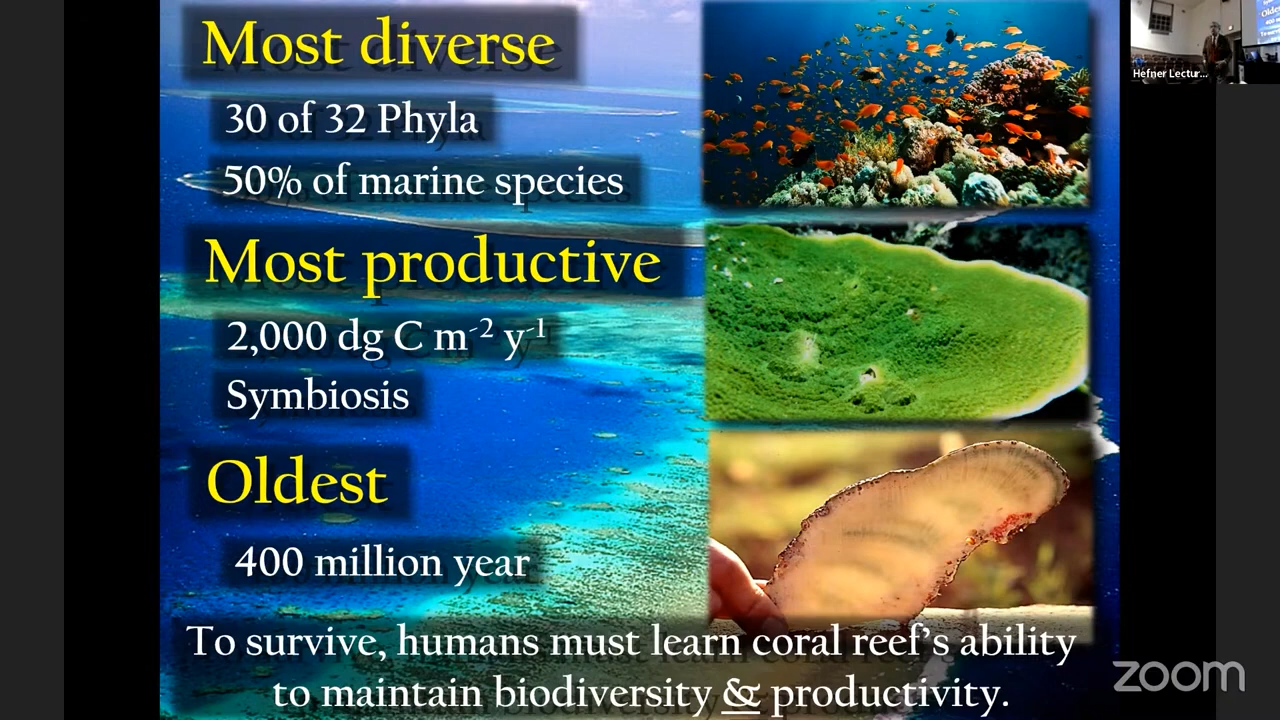 Most diverse
30 of 32 Phyla
50% of marine species
Most productive
2,000 dg C m-2 y-1
Symbiosis
Oldest
400 million year
To survive, humans must learn coral reef's ability
to maintain biodiversity & productivity.
Hefner Lectur...
zoom